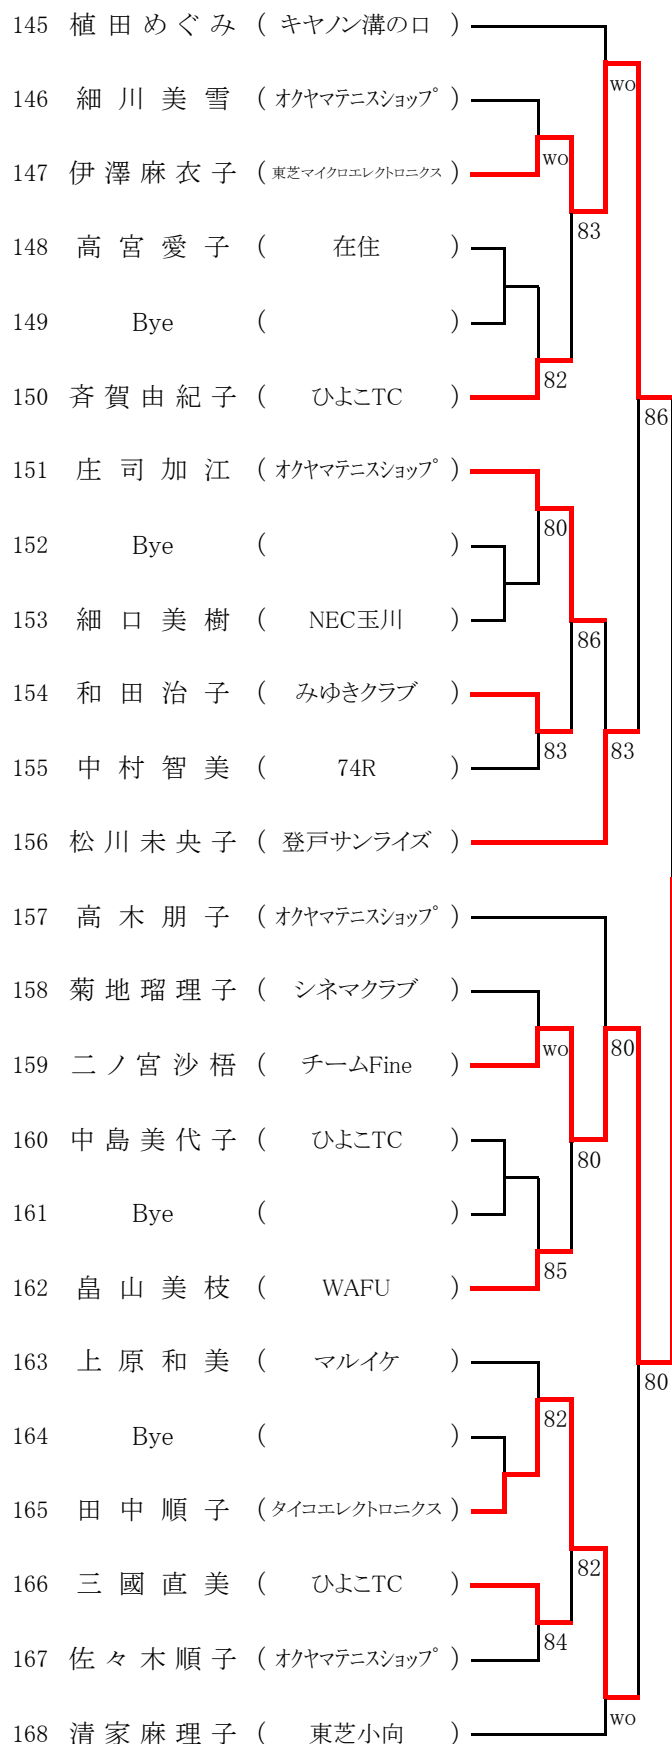 145 植田めぐみ ( キヤノン溝の口 )
wo
146 細川美雪 ( オクヤマテニスショップ )
wo
147 伊澤麻衣子 ( 東芝マイクロエレクトロニクス )
83
148 高宮愛子 ( 在住 )
149 Bye ( )
82
150 斉賀由紀子 ( ひよこTC )
86
151 庄司加江 ( オクヤマテニスショップ )
80
152 Bye ( )
153 細口美樹 ( NEC玉川 )
86
154 和田治子 ( みゆきクラブ )
83 83
155 中村智美 ( 74R )
156 松川未央子 ( 登戸サンライズ )
157 高木朋子 ( オクヤマテニスショップ )
158 菊地瑠理子 ( シネマクラブ )
wo 80
159 二ノ宮沙梧 ( チームFine )
160 中島美代子 ( ひよこTC )
80
161 Bye ( )
85
162 畠山美枝 ( WAFU )
163 上原和美 ( マルイケ )
80
82
164 Bye ( )
165 田中順子 ( タイコエレクトロニクス )
82
166 三國直美 ( ひよこTC )
84
167 佐々木順子 ( オクヤマテニスショップ )
wo
168 清家麻理子 ( 東芝小向 )